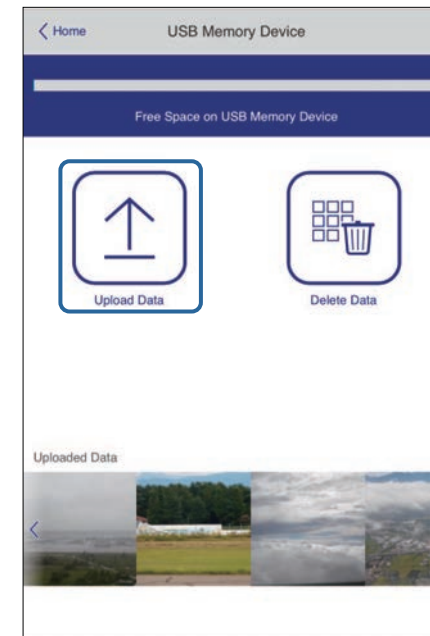 Home USB Memory Device
Free Space on USB Memory Device
Upload Data Delete Data
Uploaded Data